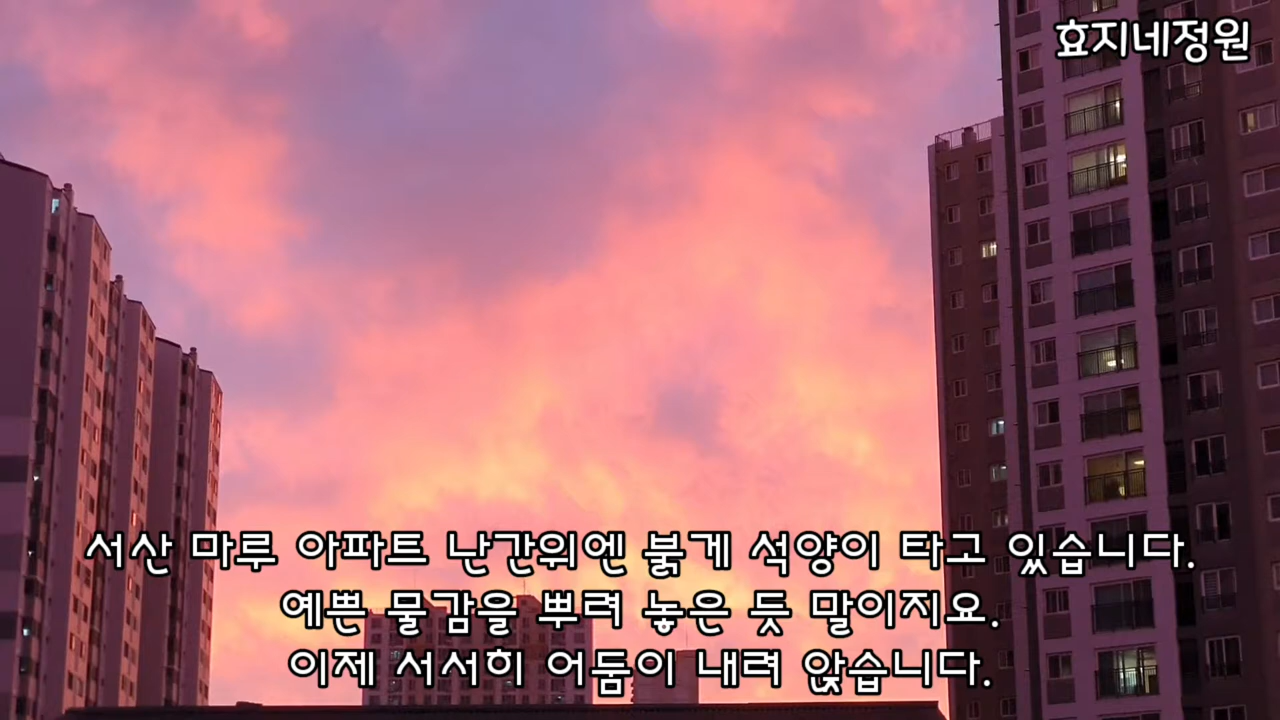 효지네정원
서산 마루 아파트 난간위엔 붉게 석양이 타고 있습니다.
예쁜 물감을 뿌려 놓은 듯 말이지요.
이제 서서히 어둠이 내려 앉습니다.